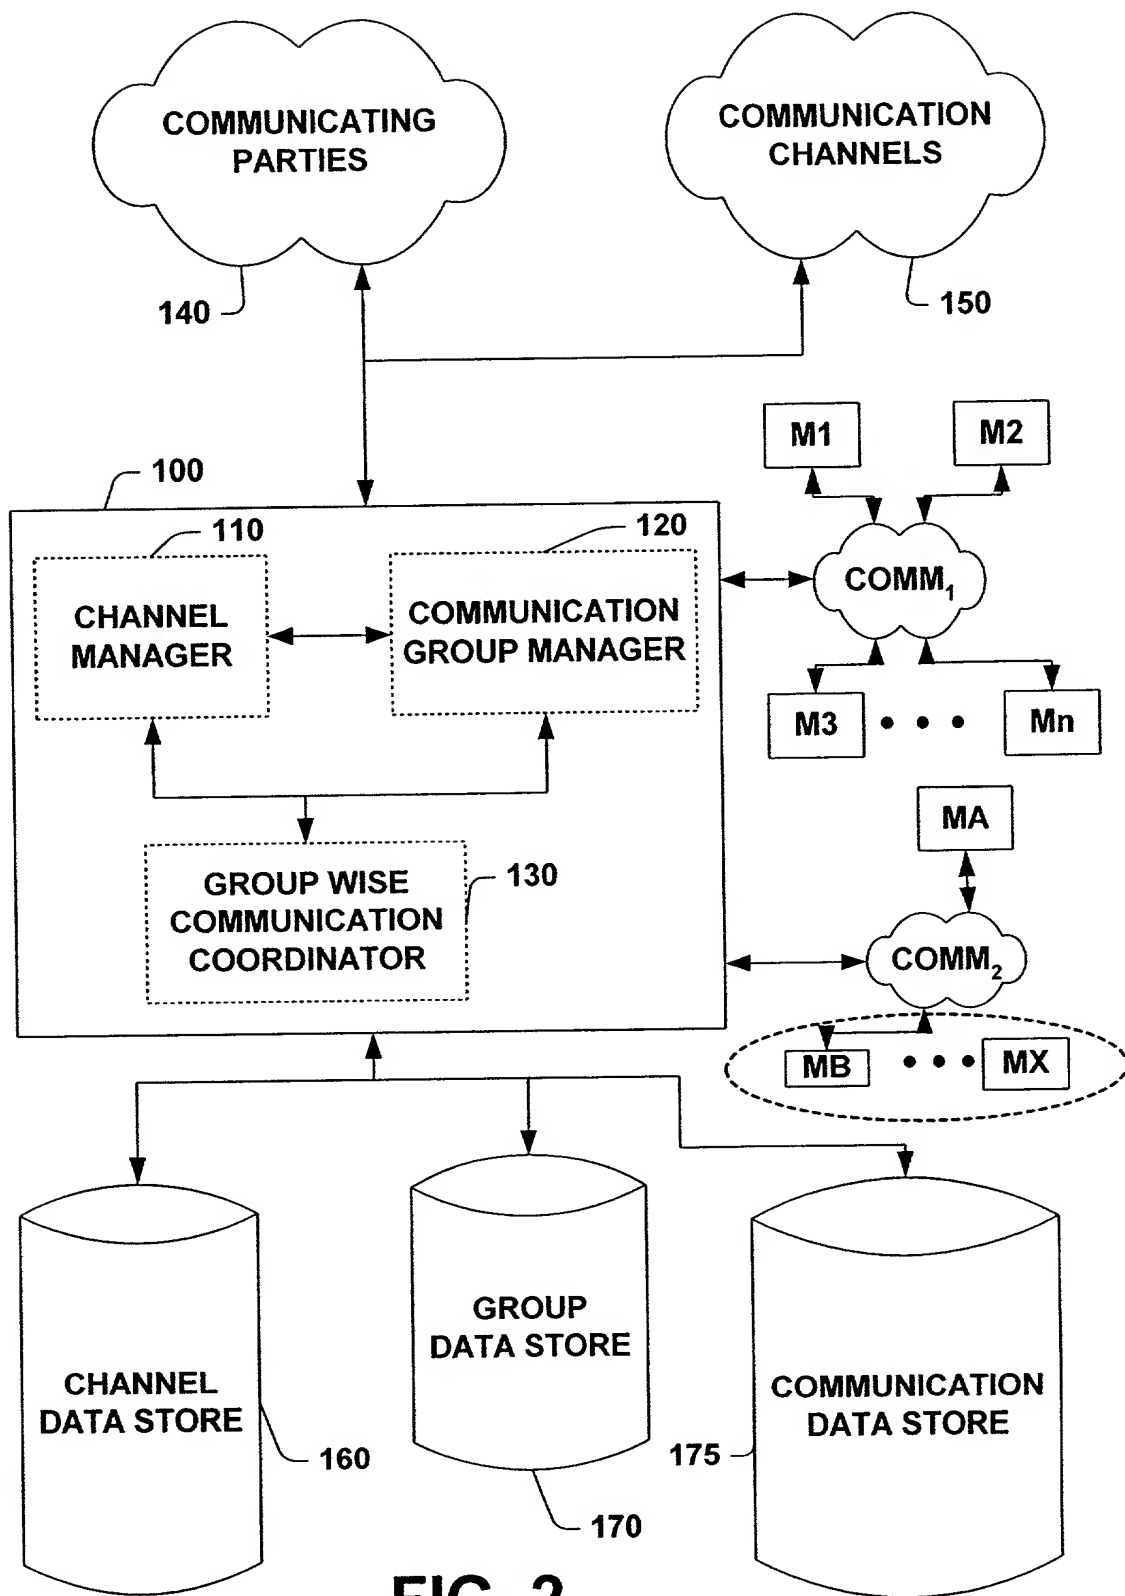 COMMUNICATING
PARTIES
COMMUNICATION
CHANNELS
140
150
M1
M2
100
110
120
CHANNEL
MANAGER
COMMUNICATION
GROUP MANAGER
COMM₁
M3 • • • Mn
MA
GROUP WISE
COMMUNICATION
COORDINATOR
130
COMM₂
MB • • • MX
CHANNEL
DATA STORE
GROUP
DATA STORE
COMMUNICATION
DATA STORE
160
175
170
FIG. 2